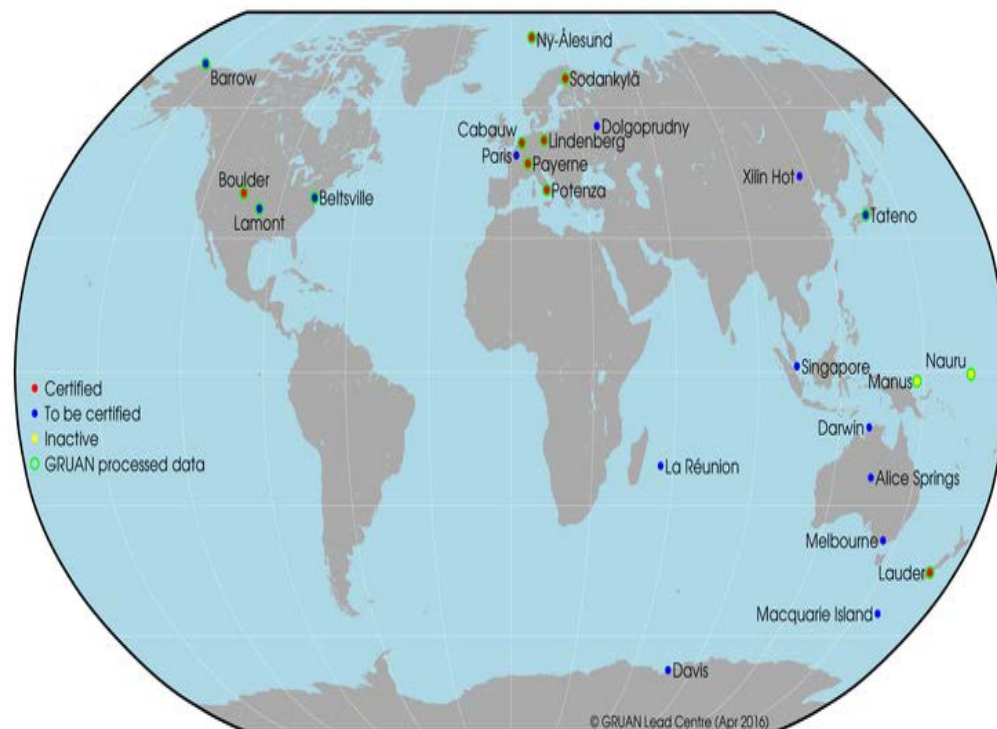 Ny-Ålesund
Barrow
Sodankylä
Dolgoprudny
Cabauw
Lindenberg
Paris
Payerne
Xilin Hot
Boulder
Potenza
Beltsville
Lamont
Tateno
Singapore
Nauru
Manus
Certified
To be certified
Inactive
GRUAN processed data
Darwin
La Réunion
Alice Springs
Melbourne
Lauder
Macquarie Island
Davis
© GRUAN Lead Centre (Apr 2016)